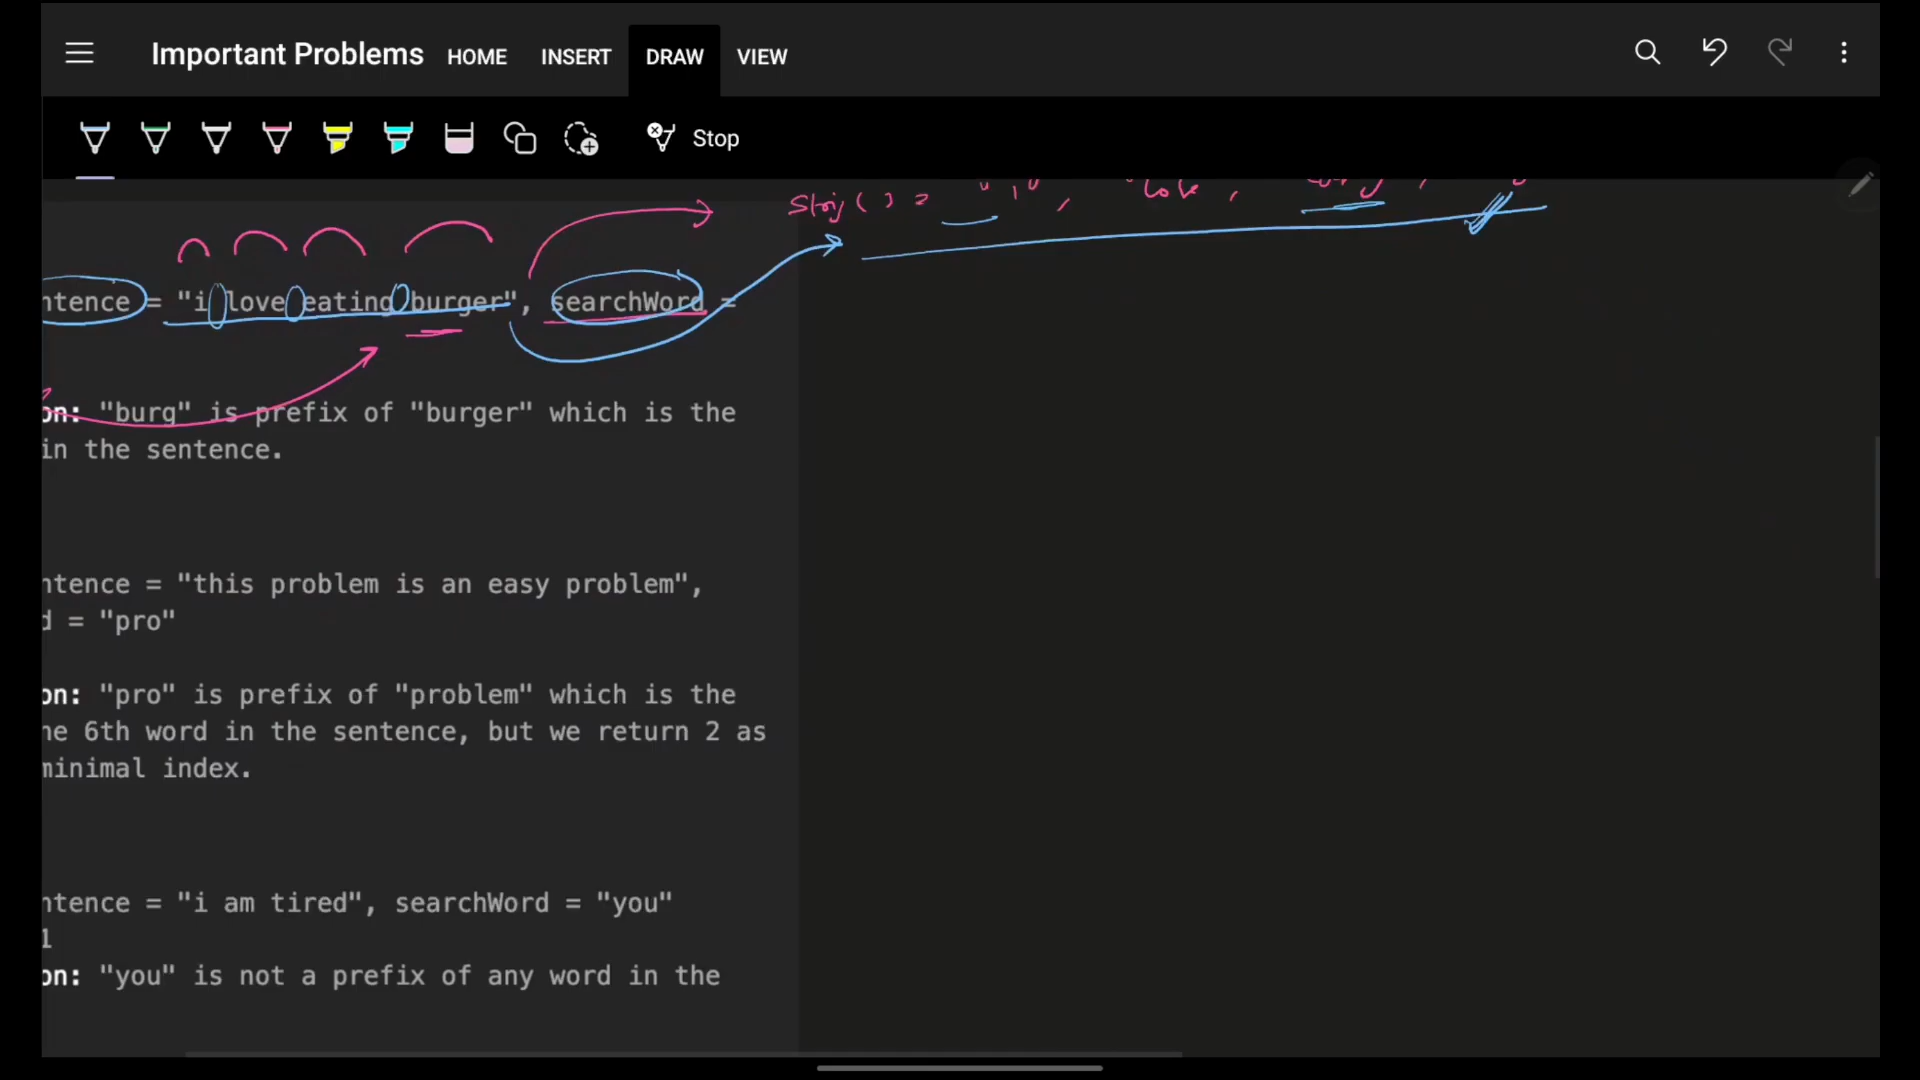 Important Problems HOME INSERT DRAW VIEW
Stop
ntence = "i love eating burger", searchWord =
on: "burg" is prefix of "burger" which is the
in the sentence.
ntence = "this problem is an easy problem",
d = "pro"
on: "pro" is prefix of "problem" which is the
he 6th word in the sentence, but we return 2 as
minimal index.
ntence = "i am tired", searchWord = "you"
1
on: "you" is not a prefix of any word in the